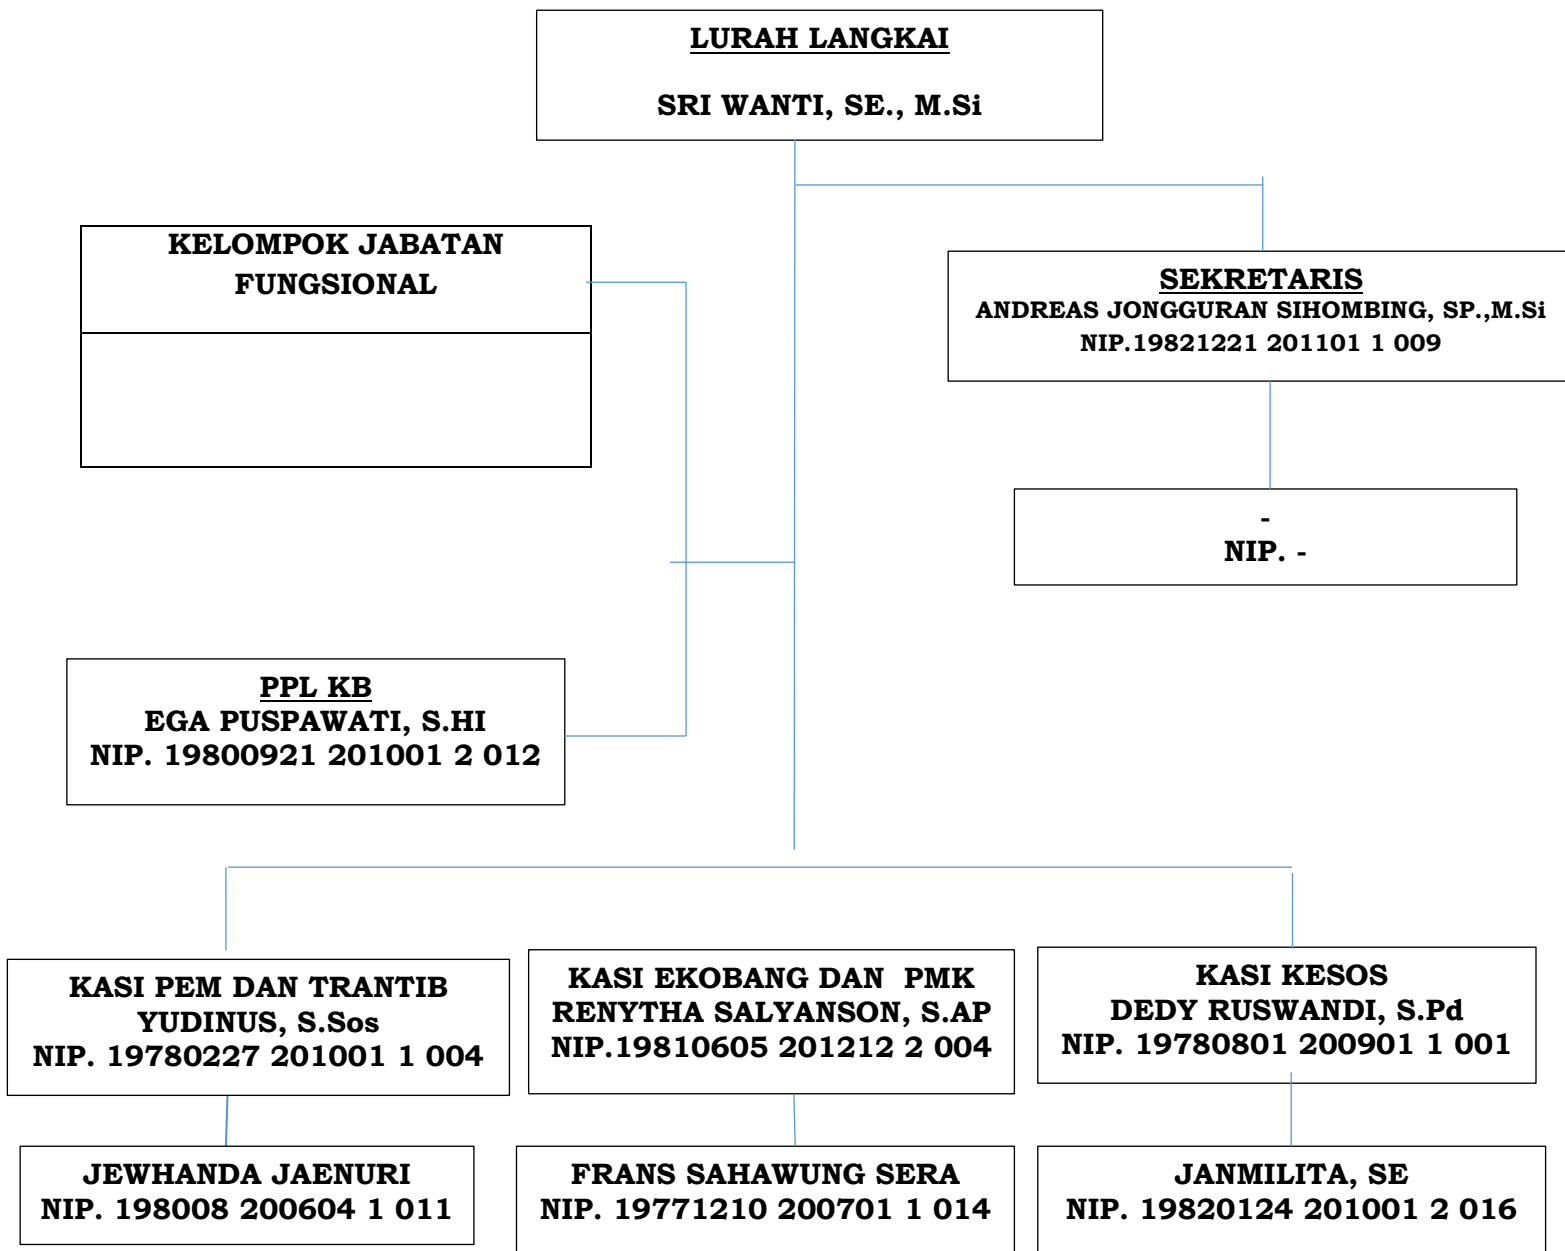 LURAH LANGKAI
SRI WANTI, SE., M.Si
KELOMPOK JABATAN
FUNGSIONAL
SEKRETARIS
ANDREAS JONGGURAN SIHOMBING, SP.,M.Si
NIP.19821221 201101 1 009
-
NIP. -
PPL KB
EGA PUSPAWATI, S.HI
NIP. 19800921 201001 2 012
KASI PEM DAN TRANTIB
YUDINUS, S.Sos
NIP. 19780227 201001 1 004
KASI EKOBANG DAN PMK
RENYTHA SALYANSON, S.AP
NIP.19810605 201212 2 004
KASI KESOS
DEDY RUSWANDI, S.Pd
NIP. 19780801 200901 1 001
JEWHANDA JAENURI
NIP. 198008 200604 1 011
FRANS SAHAWUNG SERA
NIP. 19771210 200701 1 014
JANMILITA, SE
NIP. 19820124 201001 2 016